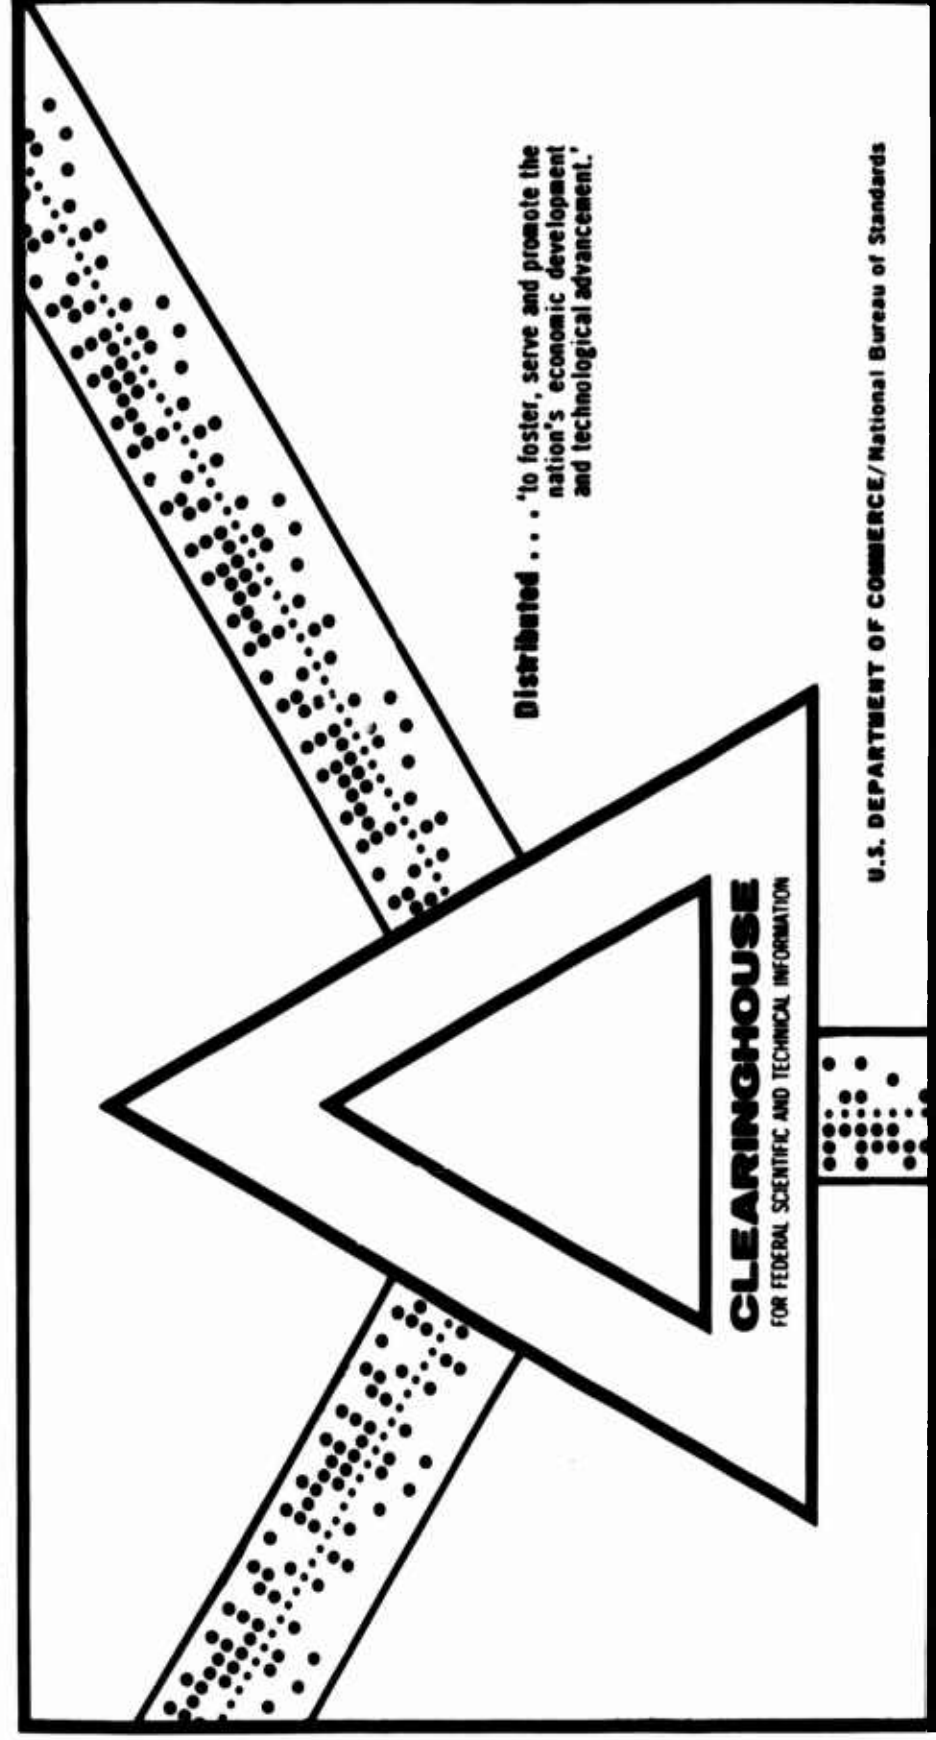 Distributed . . . 'to foster, serve and promote the
nation's economic development
and technological advancement.'
CLEARINGHOUSE
FOR FEDERAL SCIENTIFIC AND TECHNICAL INFORMATION
U.S. DEPARTMENT OF COMMERCE/National Bureau of Standards